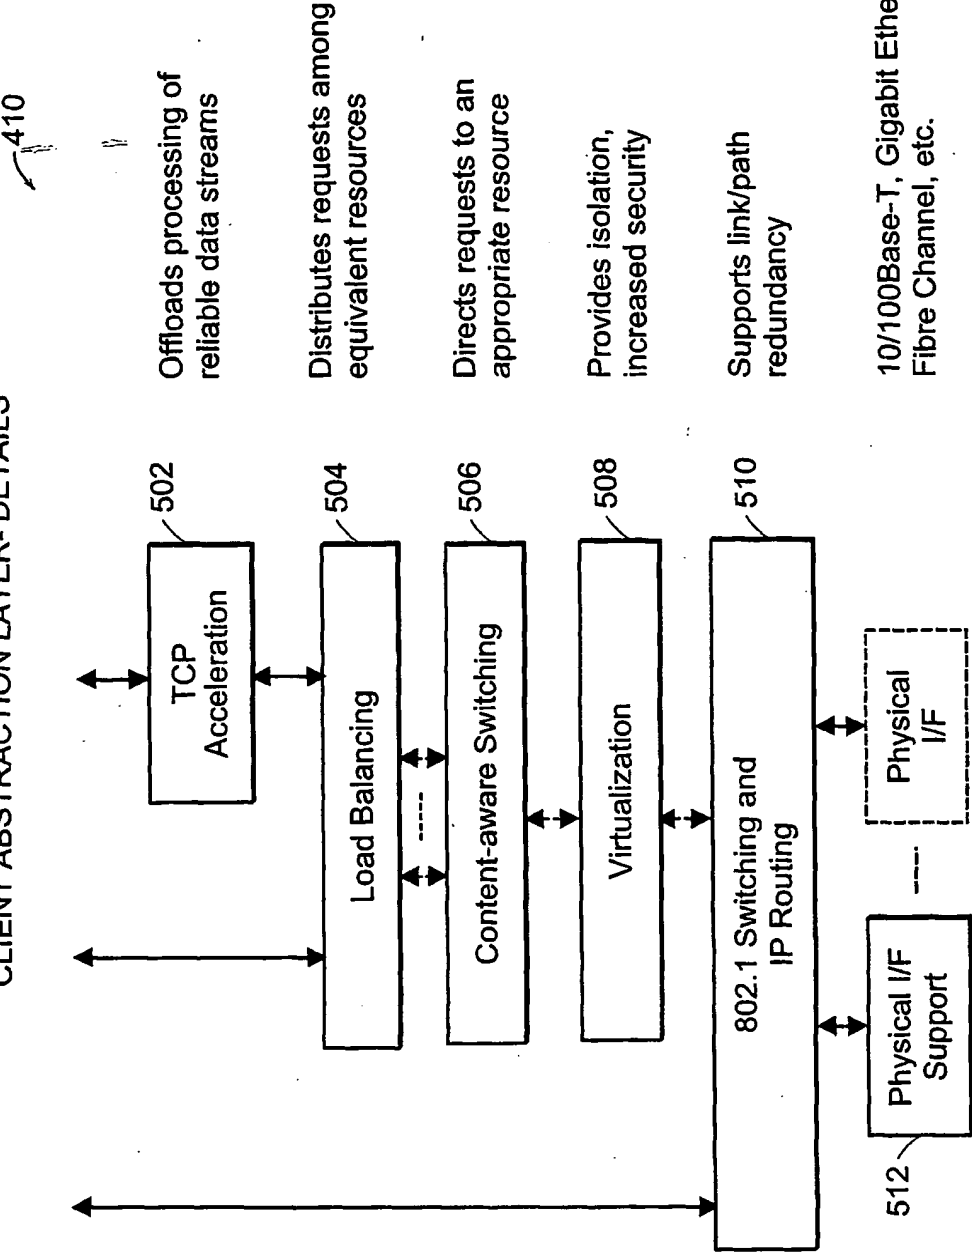 CLIENT ABSTRACTION LAYER- DETAILS
410
TCP
Acceleration
502
Offloads processing of
reliable data streams
Load Balancing
504
Distributes requests among
equivalent resources
Content-aware Switching
506
Directs requests to an
appropriate resource
Virtualization
508
Provides isolation,
increased security
802.1 Switching and
IP Routing
510
Supports link/path
redundancy
512
Physical I/F
Support
Physical
I/F
10/100Base-T, Gigabit Ethe
Fibre Channel, etc.